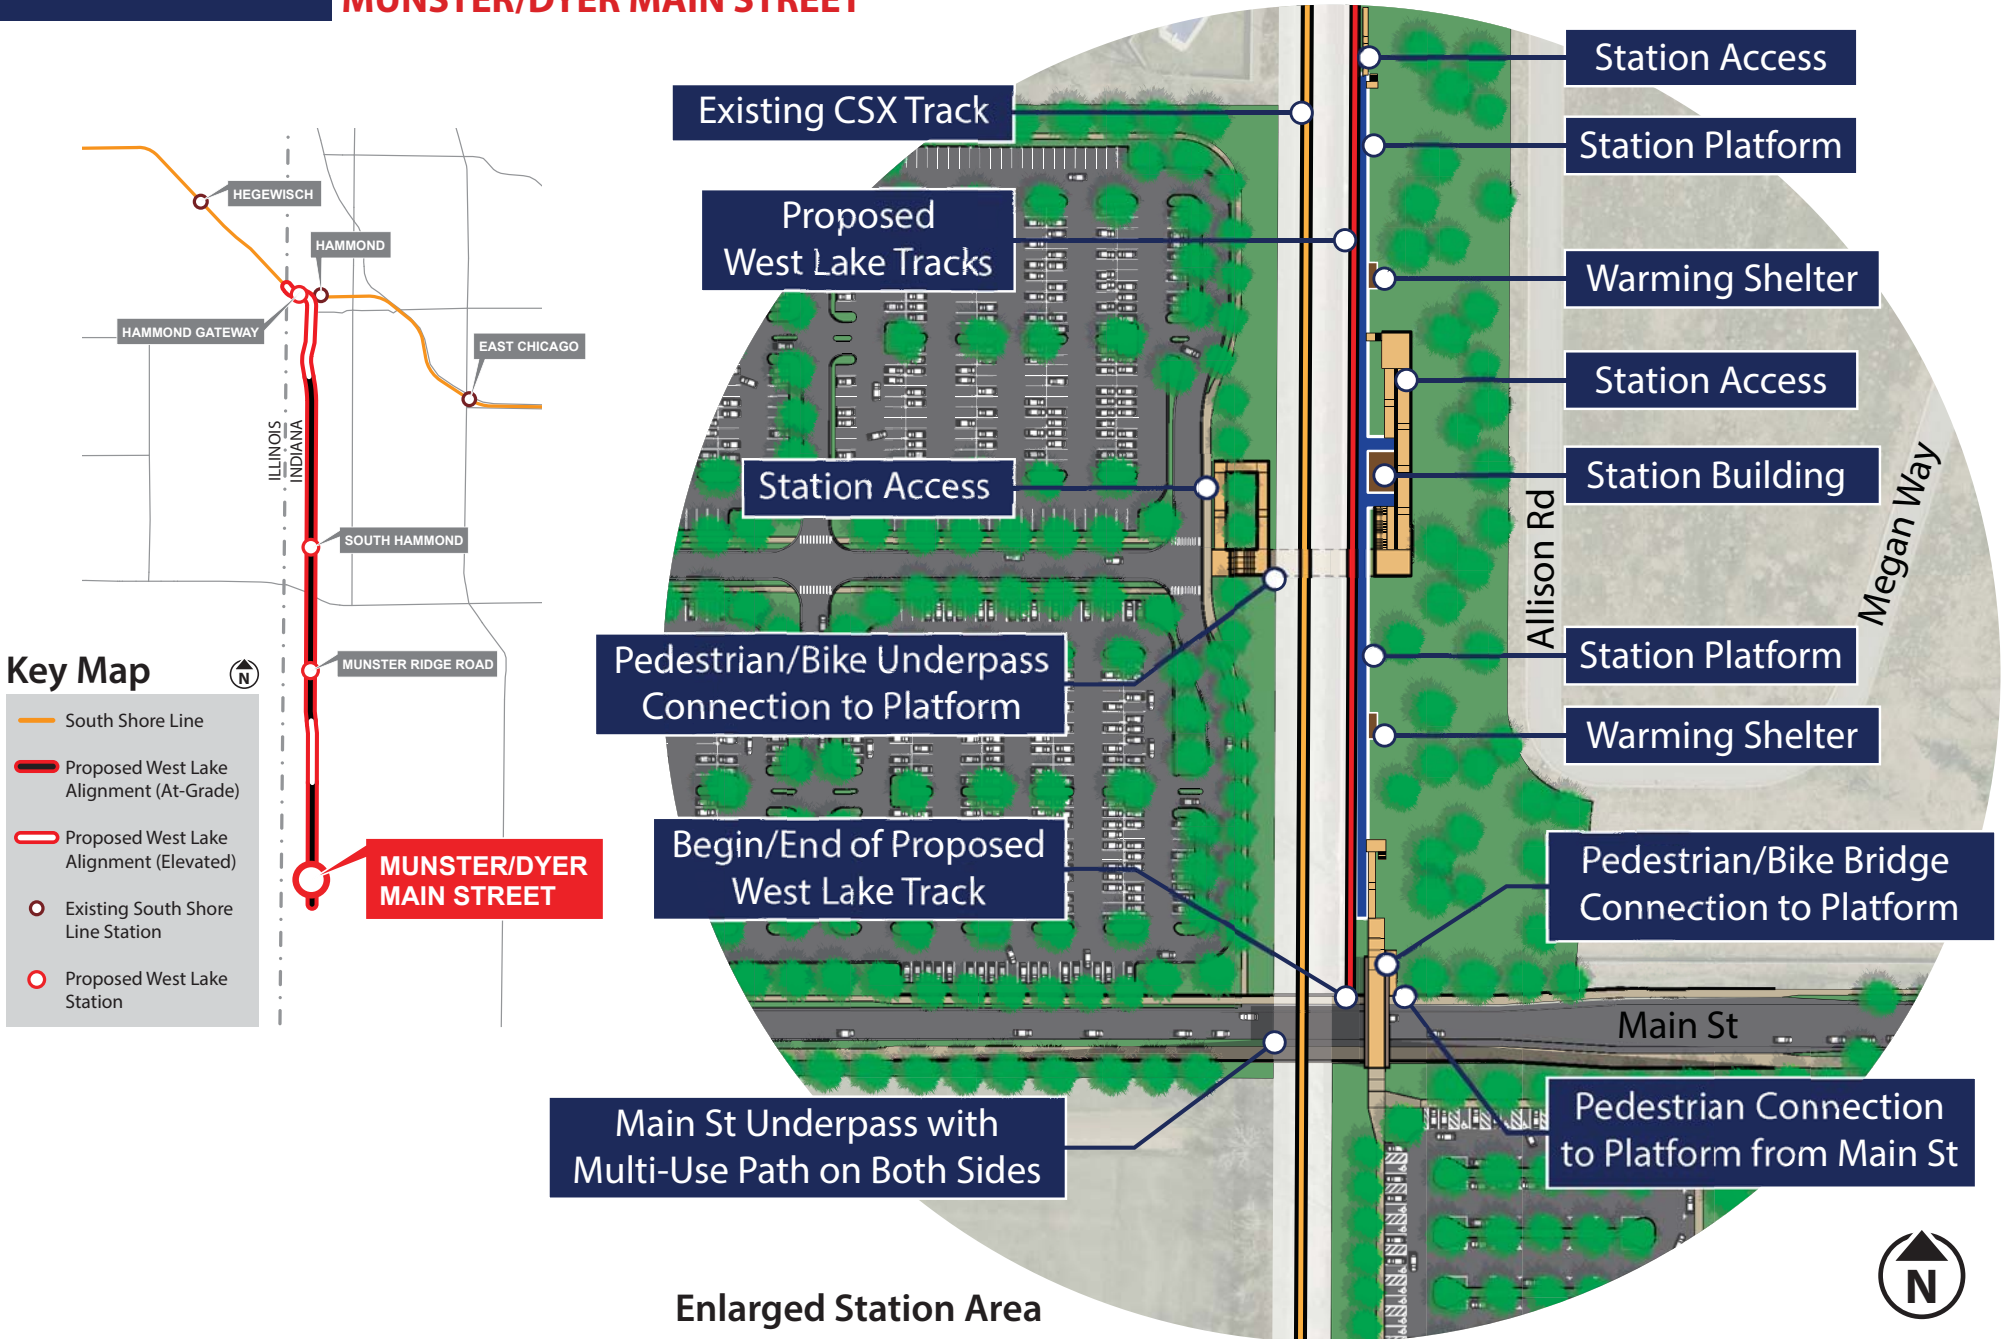 MUNSTER/DYER MAIN STREET
HEGEWISCH
HAMMOND
HAMMOND GATEWAY
EAST CHICAGO
ILLINOIS
INDIANA
SOUTH HAMMOND
MUNSTER RIDGE ROAD
MUNSTER/DYER
MAIN STREET
Key Map
N
South Shore Line
Proposed West Lake
Alignment (At-Grade)
Proposed West Lake
Alignment (Elevated)
Existing South Shore
Line Station
Proposed West Lake
Station
Existing CSX Track
Proposed
West Lake Tracks
Station Access
Pedestrian/Bike Underpass
Connection to Platform
Begin/End of Proposed
West Lake Track
Main St Underpass with
Multi-Use Path on Both Sides
Station Access
Station Platform
Warming Shelter
Station Access
Station Building
Allison Rd
Megan Way
Station Platform
Warming Shelter
Pedestrian/Bike Bridge
Connection to Platform
Main St
Pedestrian Connection
to Platform from Main St
Enlarged Station Area
N